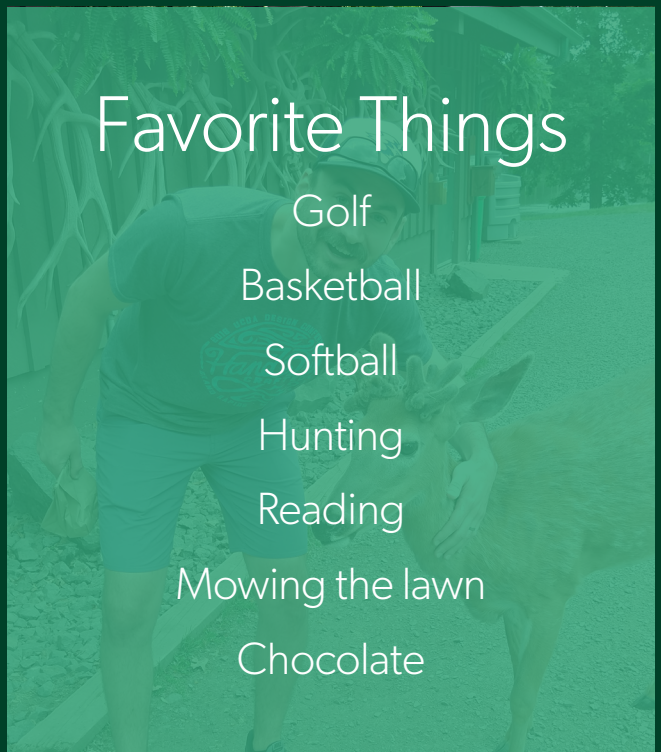 Favorite Things
Golf
Basketball
Softball
Hunting
Reading
Mowing the lawn
Chocolate